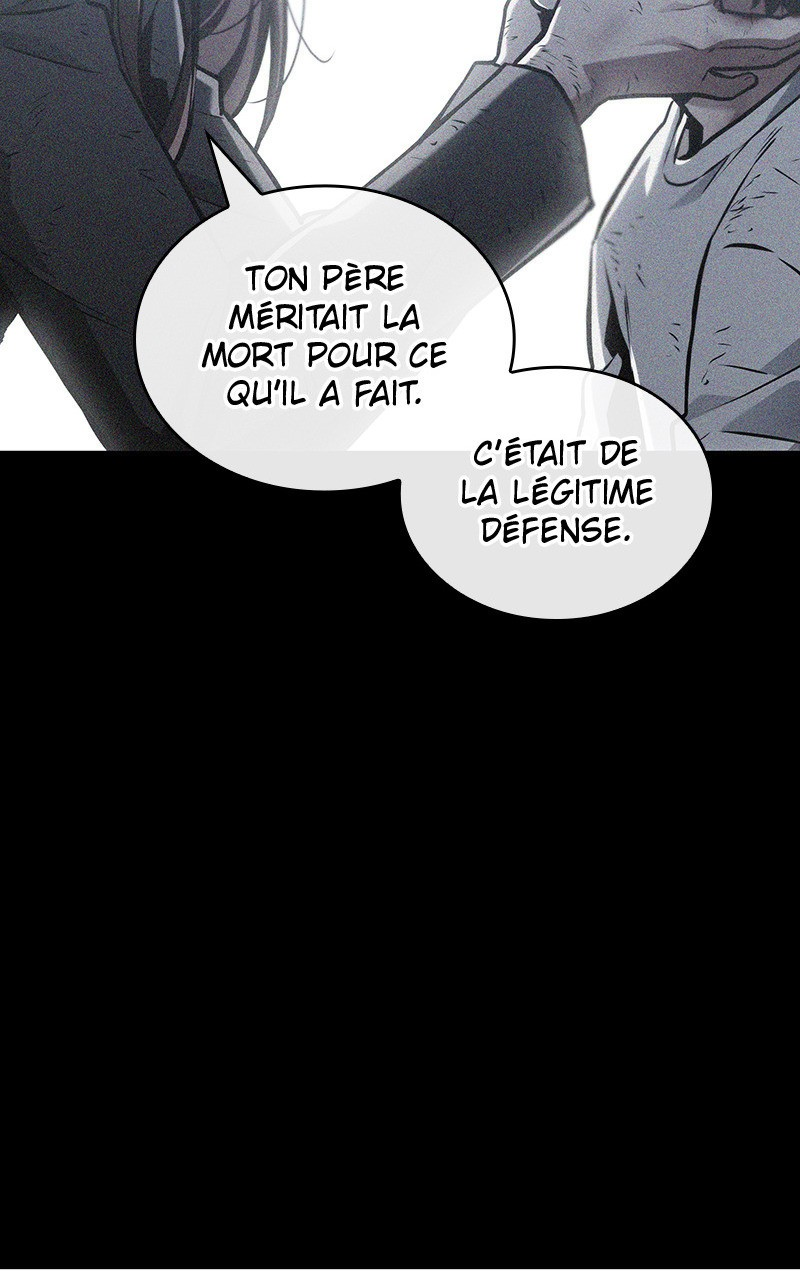 TON PÈRE
MÉRITAIT LA
MORT POUR CE
QU'IL A FAIT.
C'ÉTAIT DE
LA LÉGITIME
DÉFENSE.